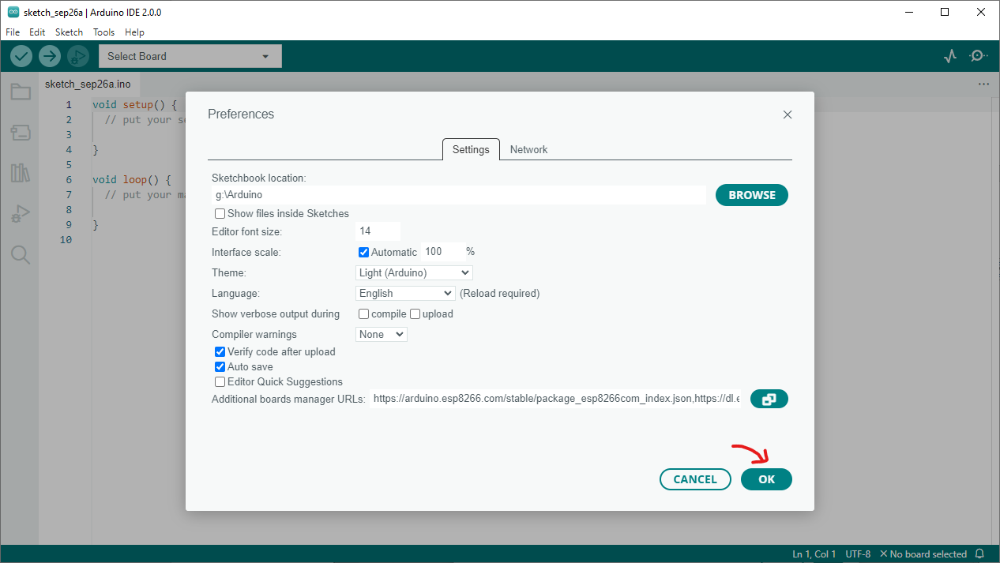 sketch_sep26a | Arduino IDE 2.0.0
File Edit Sketch Tools Help
Select Board
sketch_sep26a.ino
Preferences
1 void setup() {
2 // put your se
3
4 }
5
6 void loop() {
7 // put your ma
8
9 }
10
Settings Network
Sketchbook location:
g:\Arduino BROWSE
Show files inside Sketches
Editor font size: 14
Interface scale: Automatic 100 %
Theme: Light (Arduino)
Language: English (Reload required)
Show verbose output during compile upload
Compiler warnings None
Verify code after upload
Auto save
Editor Quick Suggestions
Additional boards manager URLs: https://arduino.esp8266.com/stable/package_esp8266com_index.json,https://dl.e
CANCEL OK
Ln 1, Col 1 UTF-8 No board selected